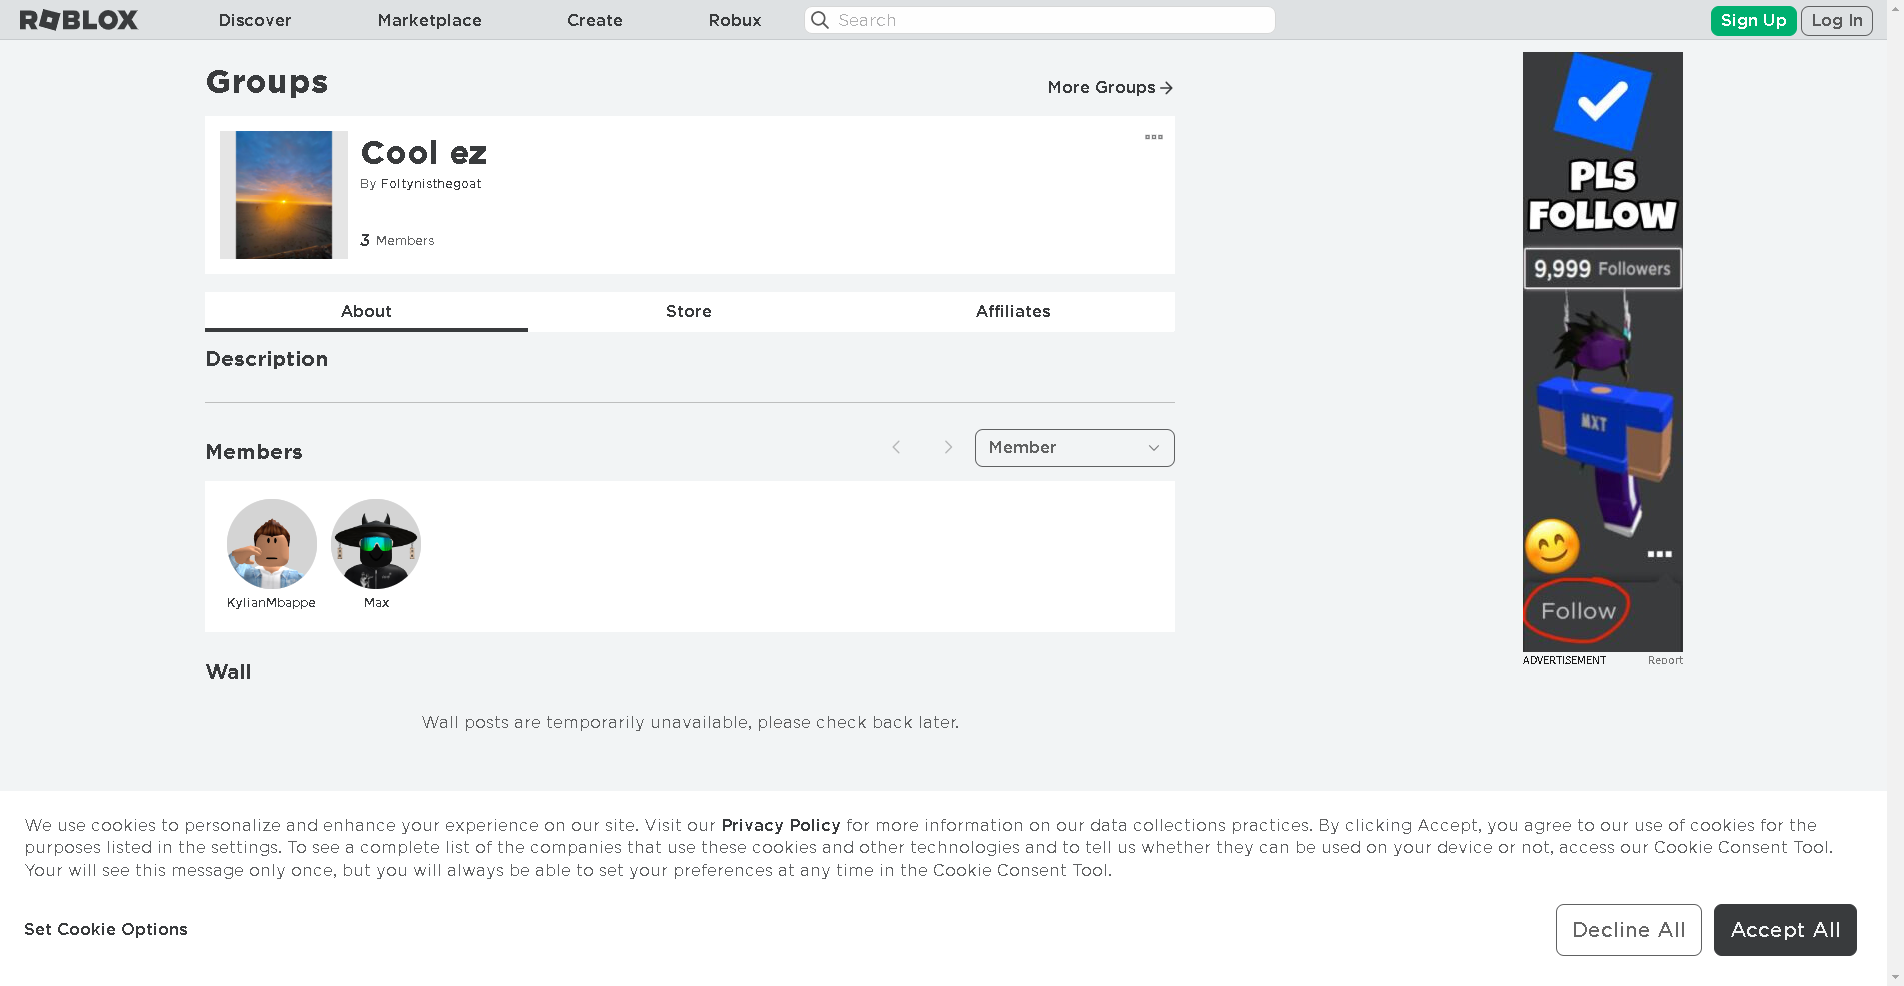 ROBLOX
Discover
Marketplace
Create
Robux
Search
Sign Up
Log In
Groups
More Groups
Cool ez
By Foltynisthegoat
3 Members
About
Store
Affiliates
Description
Members
Member
KylianMbappe
Max
Wall
Wall posts are temporarily unavailable, please check back later.
PLS
FOLLOW
9,999 Followers
MXT
Follow
ADVERTISEMENT
Report
We use cookies to personalize and enhance your experience on our site. Visit our Privacy Policy for more information on our data collections practices. By clicking Accept, you agree to our use of cookies for the
purposes listed in the settings. To see a complete list of the companies that use these cookies and other technologies and to tell us whether they can be used on your device or not, access our Cookie Consent Tool.
Your will see this message only once, but you will always be able to set your preferences at any time in the Cookie Consent Tool.
Set Cookie Options
Decline All
Accept All